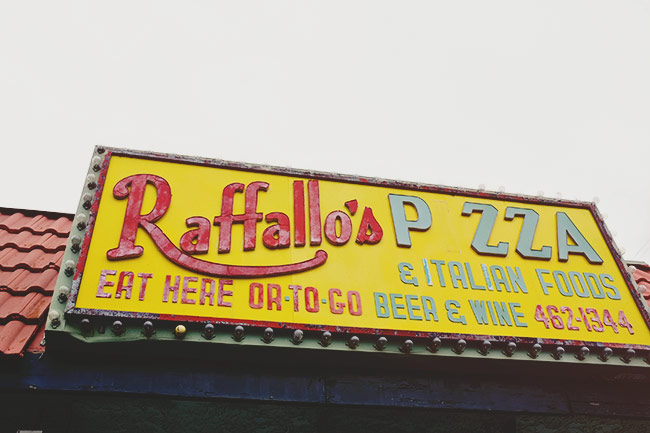 Raffallo's P ZZA
& ITALIAN FOODS
EAT HERE OR·TO·GO BEER & WINE 462-1344